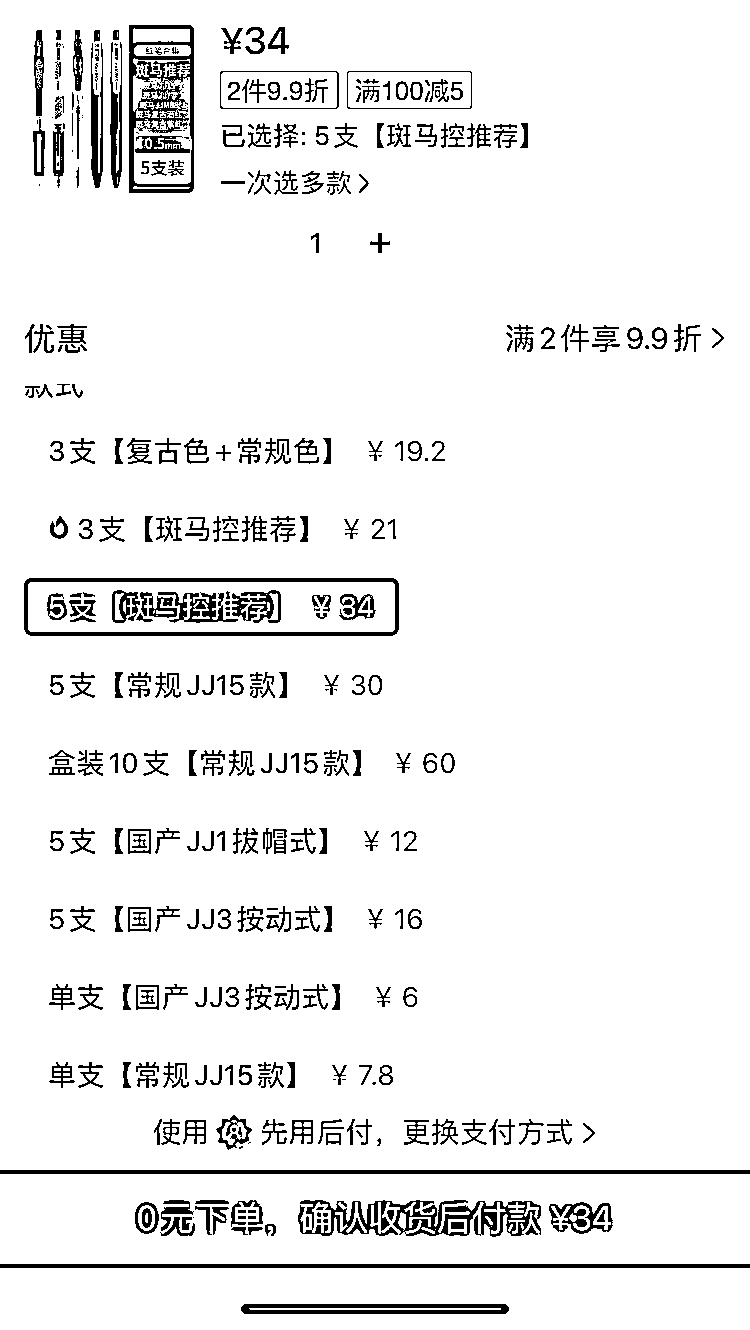 ¥34
2件9.9折 满100减5
已选择: 5支【斑马控推荐】
一次选多款
斑马推荐
0.5mm
5支装
1 +
优惠 满2件享9.9折
款式
3支【复古色+常规色】 ¥ 19.2
3支【斑马控推荐】 ¥ 21
5支【斑马控推荐】 ¥ 34
5支【常规JJ15款】 ¥ 30
盒装10支【常规JJ15款】 ¥ 60
5支【国产JJ1拔帽式】 ¥ 12
5支【国产JJ3按动式】 ¥ 16
单支【国产JJ3按动式】 ¥ 6
单支【常规JJ15款】 ¥ 7.8
使用 先用后付，更换支付方式
0元下单，确认收货后付款 ¥34